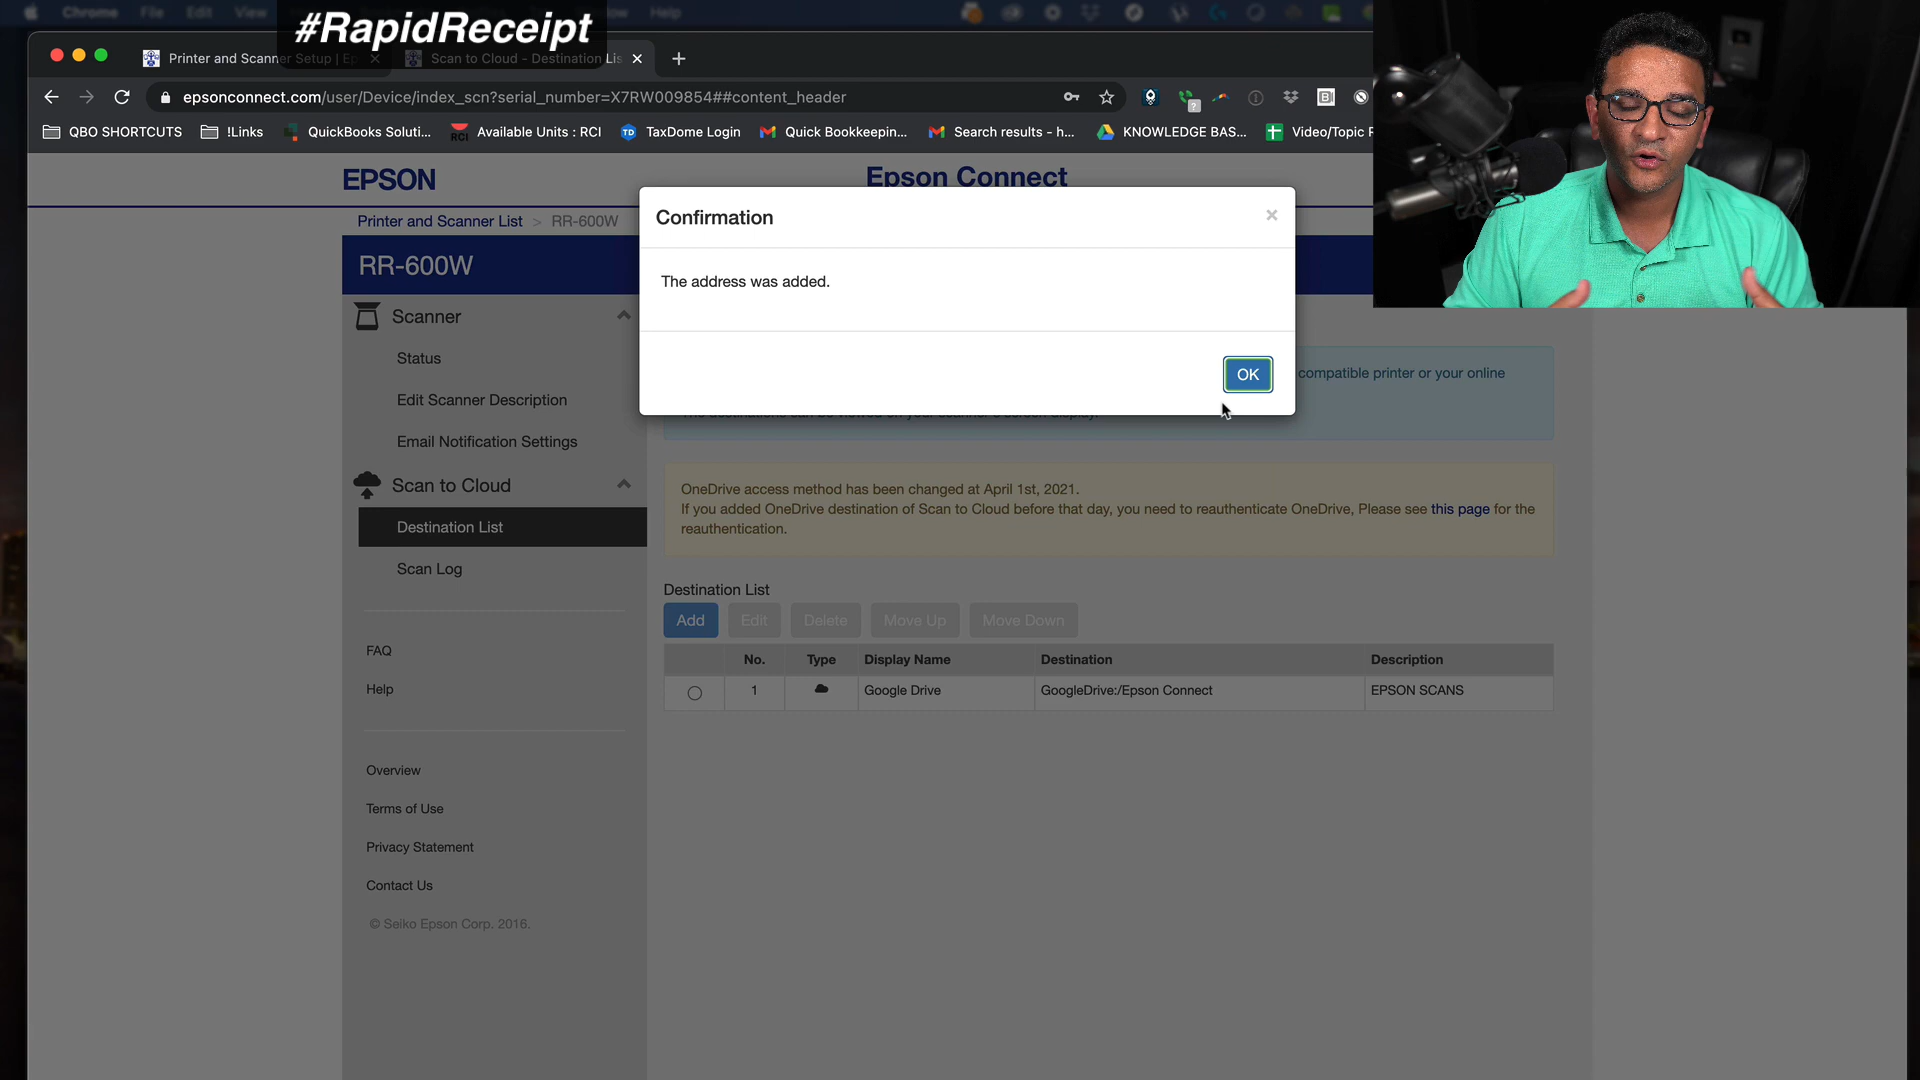 Chrome File Edit View Help
#RapidReceipt
Printer and Scanner Setup | Ep
Scan to Cloud - Destination Lis
epsonconnect.com/user/Device/index_scn?serial_number=X7RW009854##content_header
QBO SHORTCUTS
!Links
QuickBooks Soluti...
RCI
Available Units : RCI
TD
TaxDome Login
Quick Bookkeepin...
Search results - h...
KNOWLEDGE BAS...
Video/Topic
EPSON
Epson Connect
Printer and Scanner List > RR-600W
RR-600W
Confirmation
The address was added.
OK
compatible printer or your online
Scanner
Status
Edit Scanner Description
Email Notification Settings
Scan to Cloud
Destination List
Scan Log
FAQ
Help
Overview
Terms of Use
Privacy Statement
Contact Us
© Seiko Epson Corp. 2016.
OneDrive access method has been changed at April 1st, 2021.
If you added OneDrive destination of Scan to Cloud before that day, you need to reauthenticate OneDrive, Please see this page for the
reauthentication.
Destination List
Add Edit Delete Move Up Move Down
No. Type Display Name Destination Description
1 Google Drive GoogleDrive:/Epson Connect EPSON SCANS